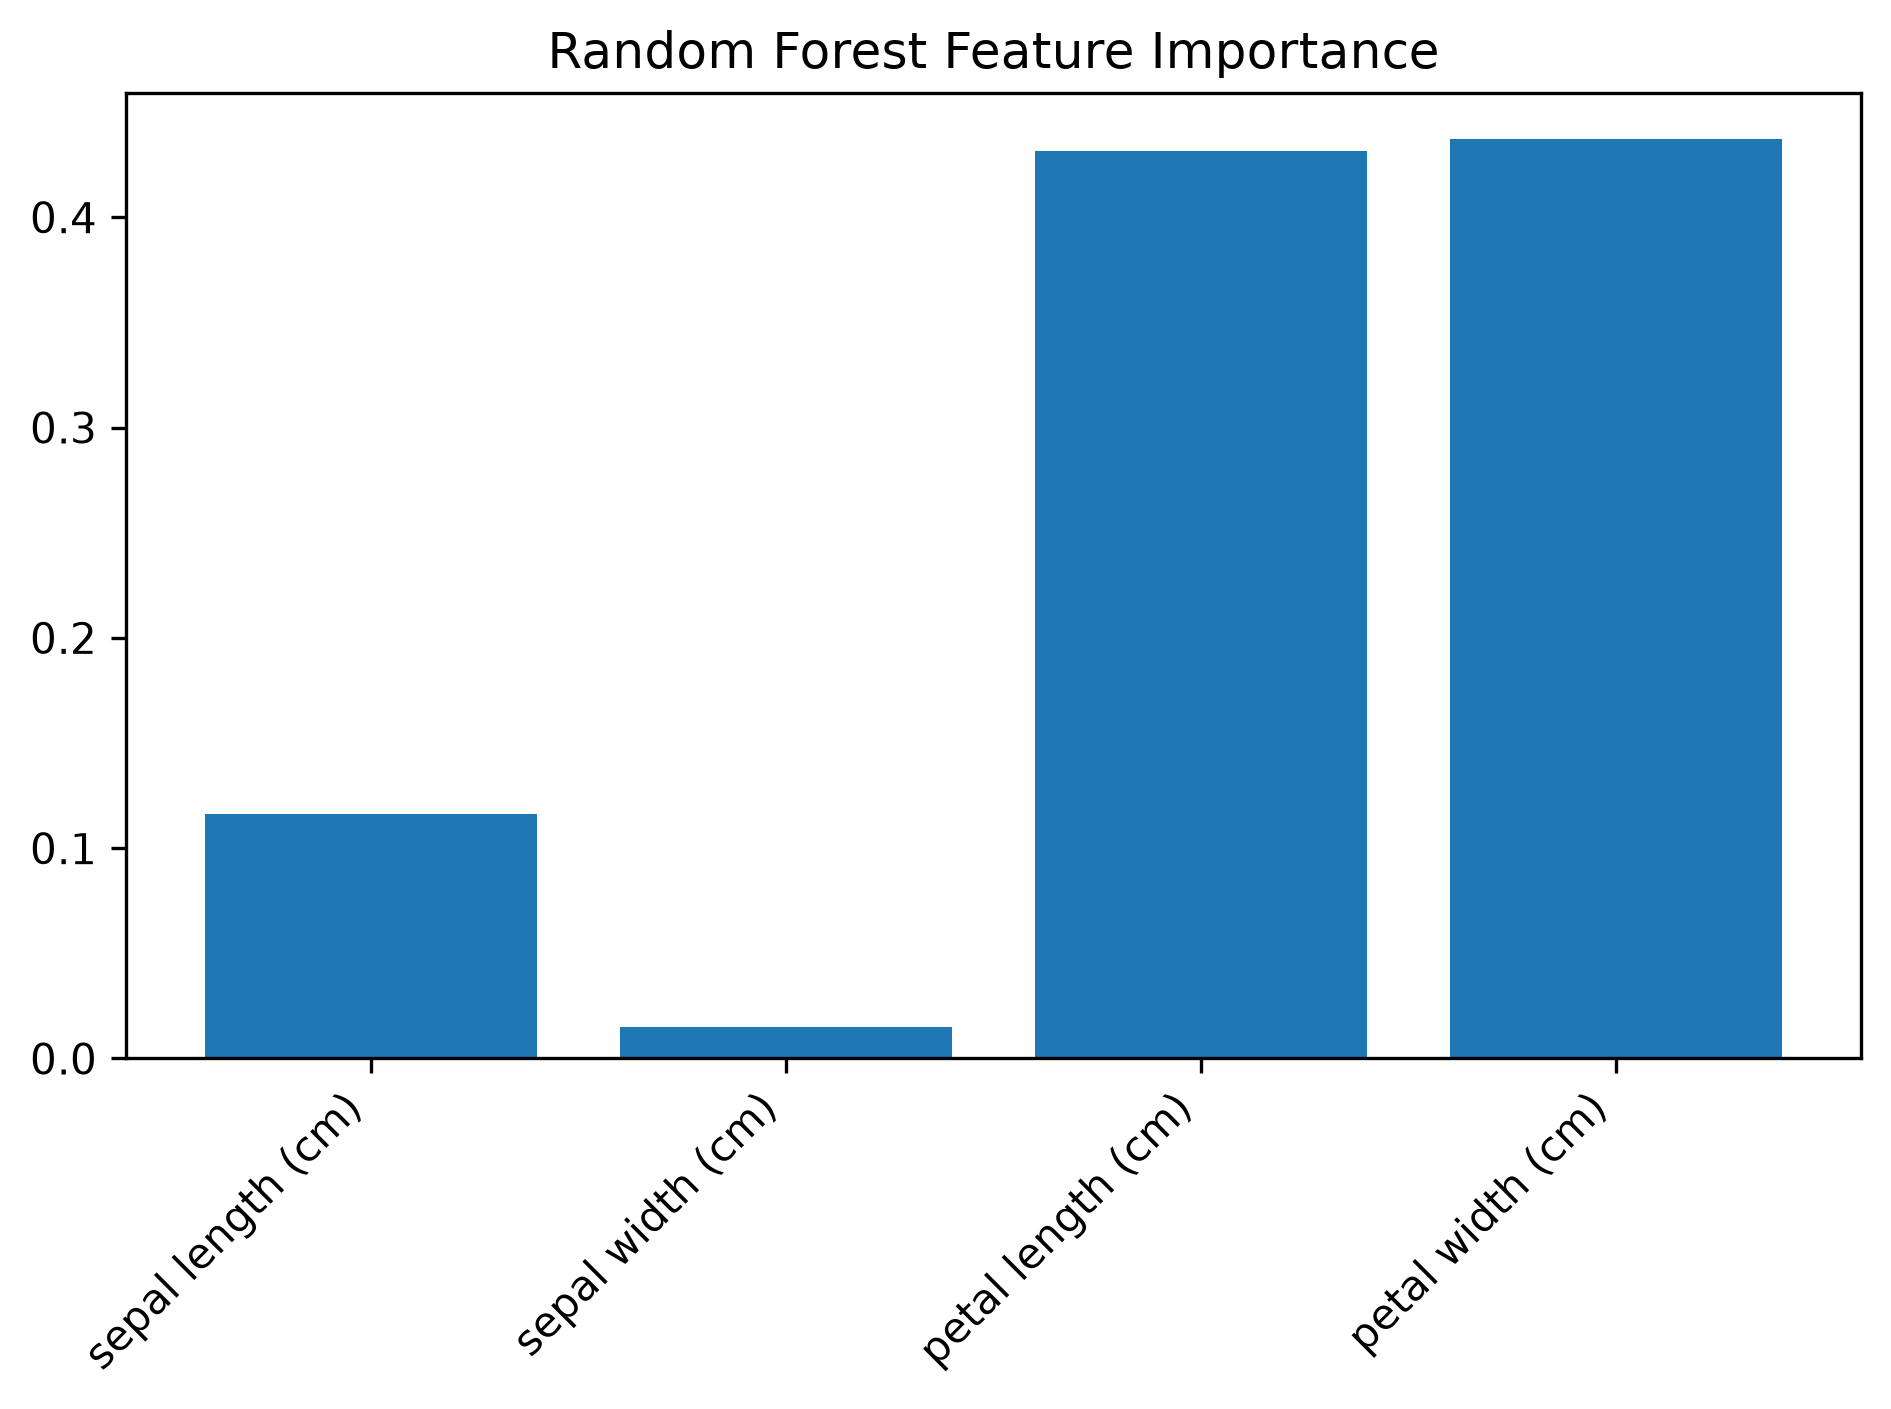 Random Forest Feature Importance
0.4
0.3
0.2
0.1
0.0
sepal length (cm)
sepal width (cm)
petal length (cm)
petal width (cm)